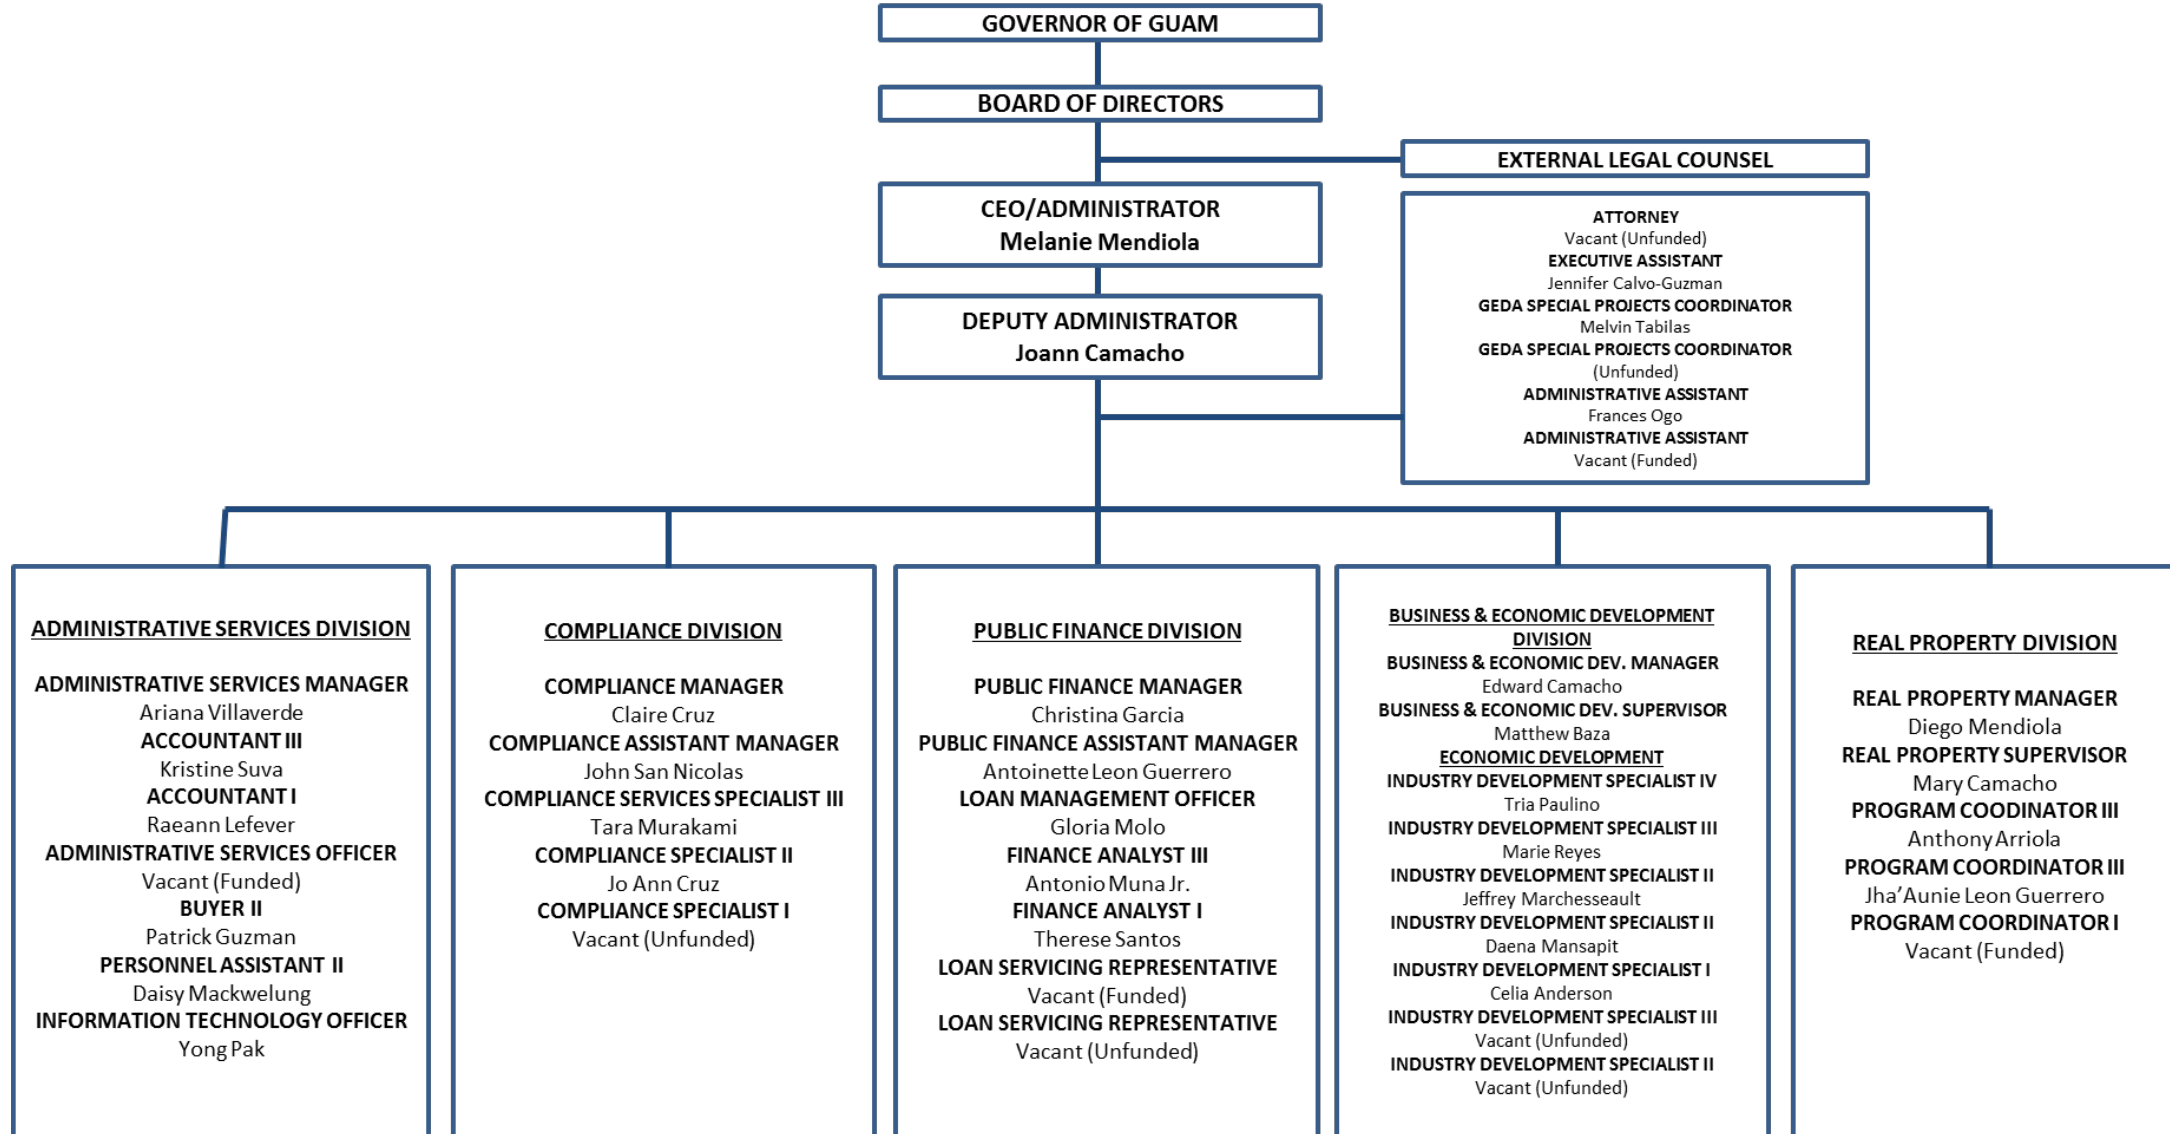 GOVERNOR OF GUAM
BOARD OF DIRECTORS
EXTERNAL LEGAL COUNSEL
CEO/ADMINISTRATOR
Melanie Mendiola
DEPUTY ADMINISTRATOR
Joann Camacho
ATTORNEY
Vacant (Unfunded)
EXECUTIVE ASSISTANT
Jennifer Calvo-Guzman
GEDA SPECIAL PROJECTS COORDINATOR
Melvin Tabilas
GEDA SPECIAL PROJECTS COORDINATOR
(Unfunded)
ADMINISTRATIVE ASSISTANT
Frances Ogo
ADMINISTRATIVE ASSISTANT
Vacant (Funded)
ADMINISTRATIVE SERVICES DIVISION
ADMINISTRATIVE SERVICES MANAGER
Ariana Villaverde
ACCOUNTANT III
Kristine Suva
ACCOUNTANT I
Raeann Lefever
ADMINISTRATIVE SERVICES OFFICER
Vacant (Funded)
BUYER II
Patrick Guzman
PERSONNEL ASSISTANT II
Daisy Mackwelung
INFORMATION TECHNOLOGY OFFICER
Yong Pak
COMPLIANCE DIVISION
COMPLIANCE MANAGER
Claire Cruz
COMPLIANCE ASSISTANT MANAGER
John San Nicolas
COMPLIANCE SERVICES SPECIALIST III
Tara Murakami
COMPLIANCE SPECIALIST II
Jo Ann Cruz
COMPLIANCE SPECIALIST I
Vacant (Unfunded)
PUBLIC FINANCE DIVISION
PUBLIC FINANCE MANAGER
Christina Garcia
PUBLIC FINANCE ASSISTANT MANAGER
Antoinette Leon Guerrero
LOAN MANAGEMENT OFFICER
Gloria Molo
FINANCE ANALYST III
Antonio Muna Jr.
FINANCE ANALYST I
Therese Santos
LOAN SERVICING REPRESENTATIVE
Vacant (Funded)
LOAN SERVICING REPRESENTATIVE
Vacant (Unfunded)
BUSINESS & ECONOMIC DEVELOPMENT
DIVISION
BUSINESS & ECONOMIC DEV. MANAGER
Edward Camacho
BUSINESS & ECONOMIC DEV. SUPERVISOR
Matthew Baza
ECONOMIC DEVELOPMENT
INDUSTRY DEVELOPMENT SPECIALIST IV
Tria Paulino
INDUSTRY DEVELOPMENT SPECIALIST III
Marie Reyes
INDUSTRY DEVELOPMENT SPECIALIST II
Jeffrey Marchesseault
INDUSTRY DEVELOPMENT SPECIALIST II
Daena Mansapit
INDUSTRY DEVELOPMENT SPECIALIST I
Celia Anderson
INDUSTRY DEVELOPMENT SPECIALIST III
Vacant (Unfunded)
INDUSTRY DEVELOPMENT SPECIALIST II
Vacant (Unfunded)
REAL PROPERTY DIVISION
REAL PROPERTY MANAGER
Diego Mendiola
REAL PROPERTY SUPERVISOR
Mary Camacho
PROGRAM COODINATOR III
Anthony Arriola
PROGRAM COORDINATOR III
Jha’Aunie Leon Guerrero
PROGRAM COORDINATOR I
Vacant (Funded)